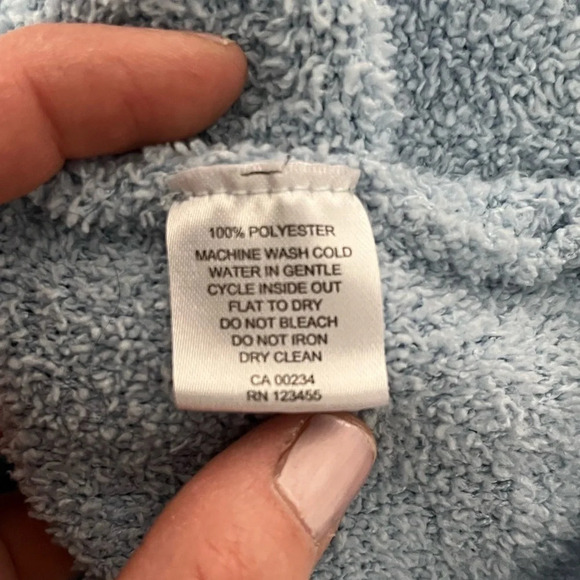 100% POLYESTER
MACHINE WASH COLD
WATER IN GENTLE
CYCLE INSIDE OUT
FLAT TO DRY
DO NOT BLEACH
DO NOT IRON
DRY CLEAN
CA 00234
RN 123455